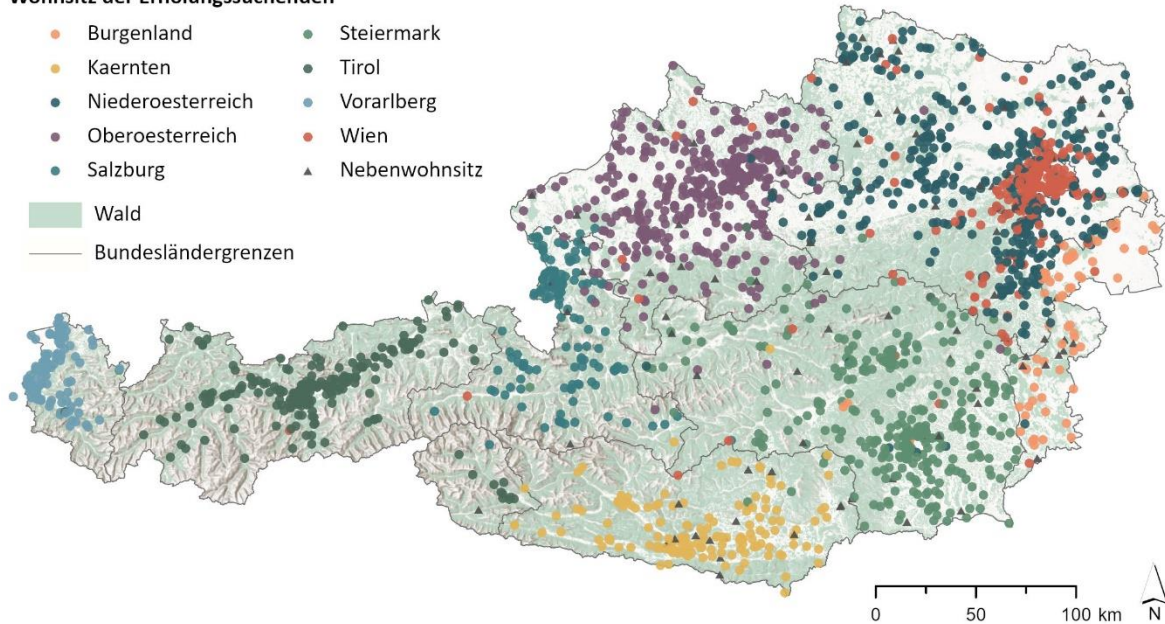 Wohnsitz der Erholungssuchenden
Burgenland
Kaernten
Niederoesterreich
Oberoesterreich
Salzburg
Steiermark
Tirol
Vorarlberg
Wien
Nebenwohnsitz
Wald
Bundesländergrenzen
0 50 100 km
N